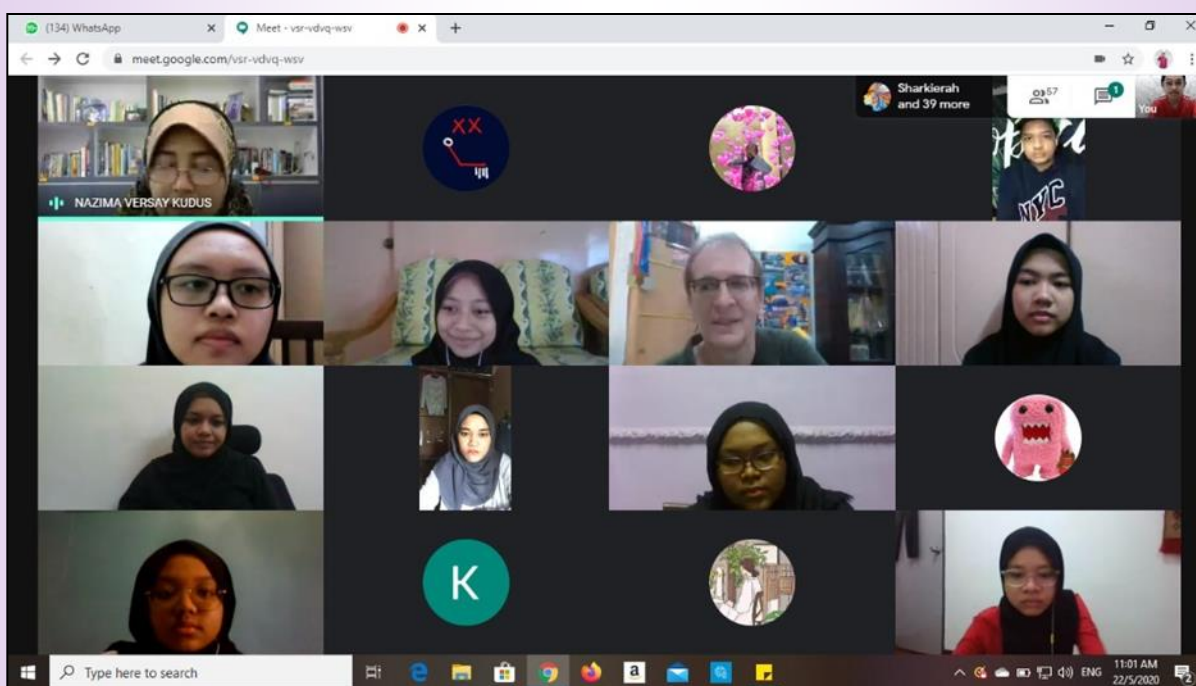 (134) WhatsApp
Meet - vsr-vdvq-wsv
meet.google.com/vsr-vdvq-wsv
Sharkierah
and 39 more
57
1
You
XX
NAZIMA VERSAY KUDUS
NYC
K
Type here to search
a
ENG
11:01 AM
22/5/2020
2